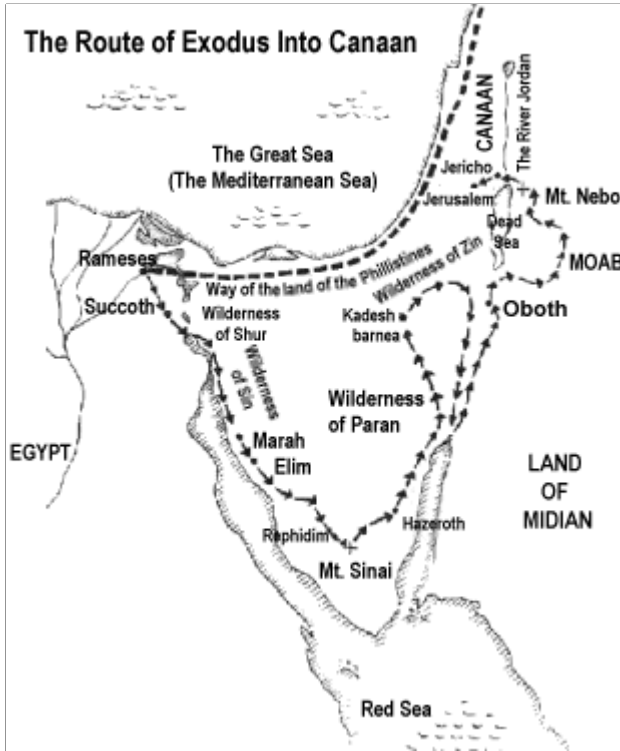 The Route of Exodus Into Canaan
CANAAN
The River Jordan
The Great Sea
(The Mediterranean Sea)
Jericho
Jerusalem
Mt. Nebo
Dead
Sea
Rameses
Way of the land of the Phillistines
Wilderness of Zin
MOAB
Succoth
Wilderness
of Shur
Kadesh
barnea
Oboth
Wilderness
of Sin
Wilderness
of Paran
Marah
Elim
EGYPT
LAND
OF
MIDIAN
Rephidim
Hazeroth
Mt. Sinai
Red Sea